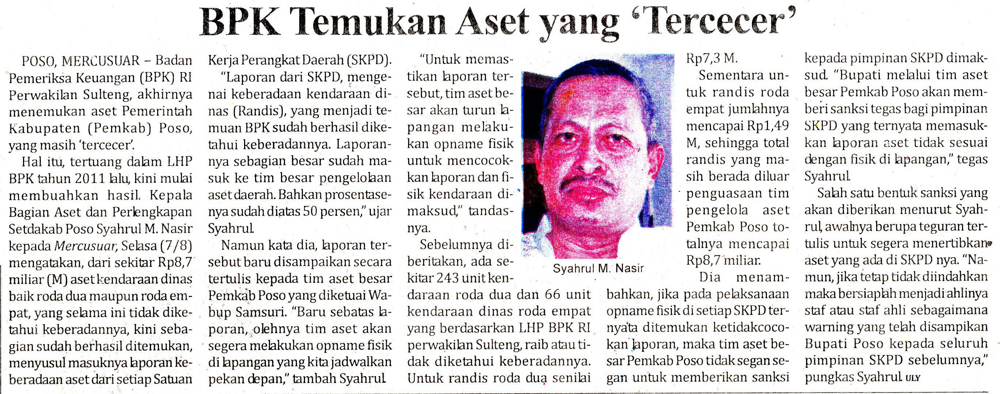 BPK Temukan Aset yang ‘Tercecer’
POSO, MERCUSUAR – Badan
Pemeriksa Keuangan (BPK) RI
Perwakilan Sulteng, akhirnya
menemukan aset Pemerintah
Kabupaten (Pemkab) Poso,
yang masih ‘tercecer’.
Hal itu, tertuang dalam LHP
BPK tahun 2011 lalu, kini mulai
membuahkan hasil. Kepala
Bagian Aset dan Perlengkapan
Setdakab Poso Syahrul M. Nasir
kepada Mercusuar, Selasa (7/8)
mengatakan, dari sekitar Rp8,7
miliar (M) aset kendaraan dinas
baik roda dua maupun roda em-
pat, yang selama ini tidak dike-
tahui keberadannya, kini seba-
gian sudah berhasil ditemukan,
menyusul masuknya laporan ke-
beradaan aset dari setiap Satuan
Kerja Perangkat Daerah (SKPD).
“Laporan dari SKPD, menge-
nai keberadaan kendaraan di-
nas (Randis), yang menjadi te-
muan BPK sudah berhasil dike-
tahui keberadannya. Laporan-
nya sebagian besar sudah ma-
suk ke tim besar pengelolaan
aset daerah. Bahkan prosentase-
nya sudah diatas 50 persen,” ujar
Syahrul.
Namun kata dia, laporan ter-
sebut baru disampaikan secara
tertulis kepada tim aset besar
Pemkab Poso yang diketuai Wa-
bup Samsuri. “Baru sebatas la-
poran, olehnya tim aset akan
segera melakukan opname fisik
di lapangan yang kita jadwalkan
pekan depan,” tambah Syahrul.
“Untuk memas-
tikan laporan ter-
sebut, tim aset be-
sar akan turun la-
pangan melaku-
kan opname fisik
untuk mencocok-
kan laporan dan fi-
sik kendaraan di-
maksud,” tandas-
nya.
Sebelumnya di-
beritakan, ada se-
kitar 243 unit ken-
daraan roda dua dan 66 unit
kendaraan dinas roda empat
yang berdasarkan LHP BPK RI
perwakilan Sulteng, raib atau ti-
dak diketahui keberadannya.
Untuk randis roda dua senilai
Syahrul M. Nasir
Rp7,3 M.
Sementara un-
tuk randis roda
empat jumlahnya
mencapai Rp1,49
M, sehingga total
randis yang ma-
sih berada diluar
penguasaan tim
pengelola aset
Pemkab Poso to-
talnya mencapai
Rp8,7 miliar.
Dia menam-
bahkan, jika pada pelaksanaan
opname fisik di setiap SKPD ter-
nyata ditemukan ketidakcoco-
kan laporan, maka tim aset be-
sar Pemkab Poso tidak segan se-
gan untuk memberikan sanksi
kepada pimpinan SKPD dimak-
sud. “Bupati melalui tim aset
besar Pemkab Poso akan mem-
beri sanksi tegas bagi pimpinan
SKPD yang ternyata memasuk-
kan laporan aset tidak sesuai
dengan fisik di lapangan,” tegas
Syahrul.
Salah satu bentuk sanksi yang
akan diberikan menurut Syah-
rul, awalnya berupa teguran ter-
tulis untuk segera menertibkan
aset yang ada di SKPD nya. “Na-
mun, jika tetap tidak diindahkan
maka bersiaplah menjadi ahlinya
staf atau staf ahli sebagaimana
warning yang telah disampikan
Bupati Poso kepada seluruh
pimpinan SKPD sebelumnya,”
pungkas Syahrul. ULY